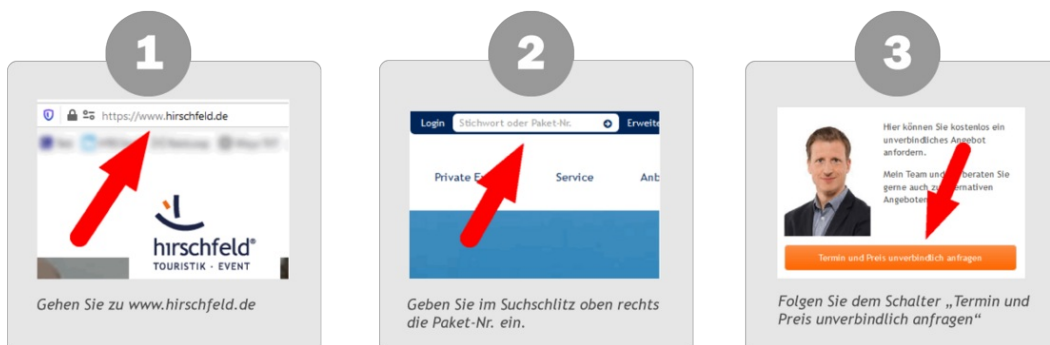 1
https://www.hirschfeld.de
hirschfeld®
TOURISTIK - EVENT
Gehen Sie zu www.hirschfeld.de
2
Login Stichwort oder Paket-Nr.
Private Service
Geben Sie im Suchschlitz oben rechts
die Paket-Nr. ein.
3
Hier können Sie kostenlos ein
unverbindliches Angebot
anfordern.
Mein Team und beraten Sie
gerne auch
Angeboten
Termin und Preis unverbindlich anfragen
Folgen Sie dem Schalter „Termin und
Preis unverbindlich anfragen“